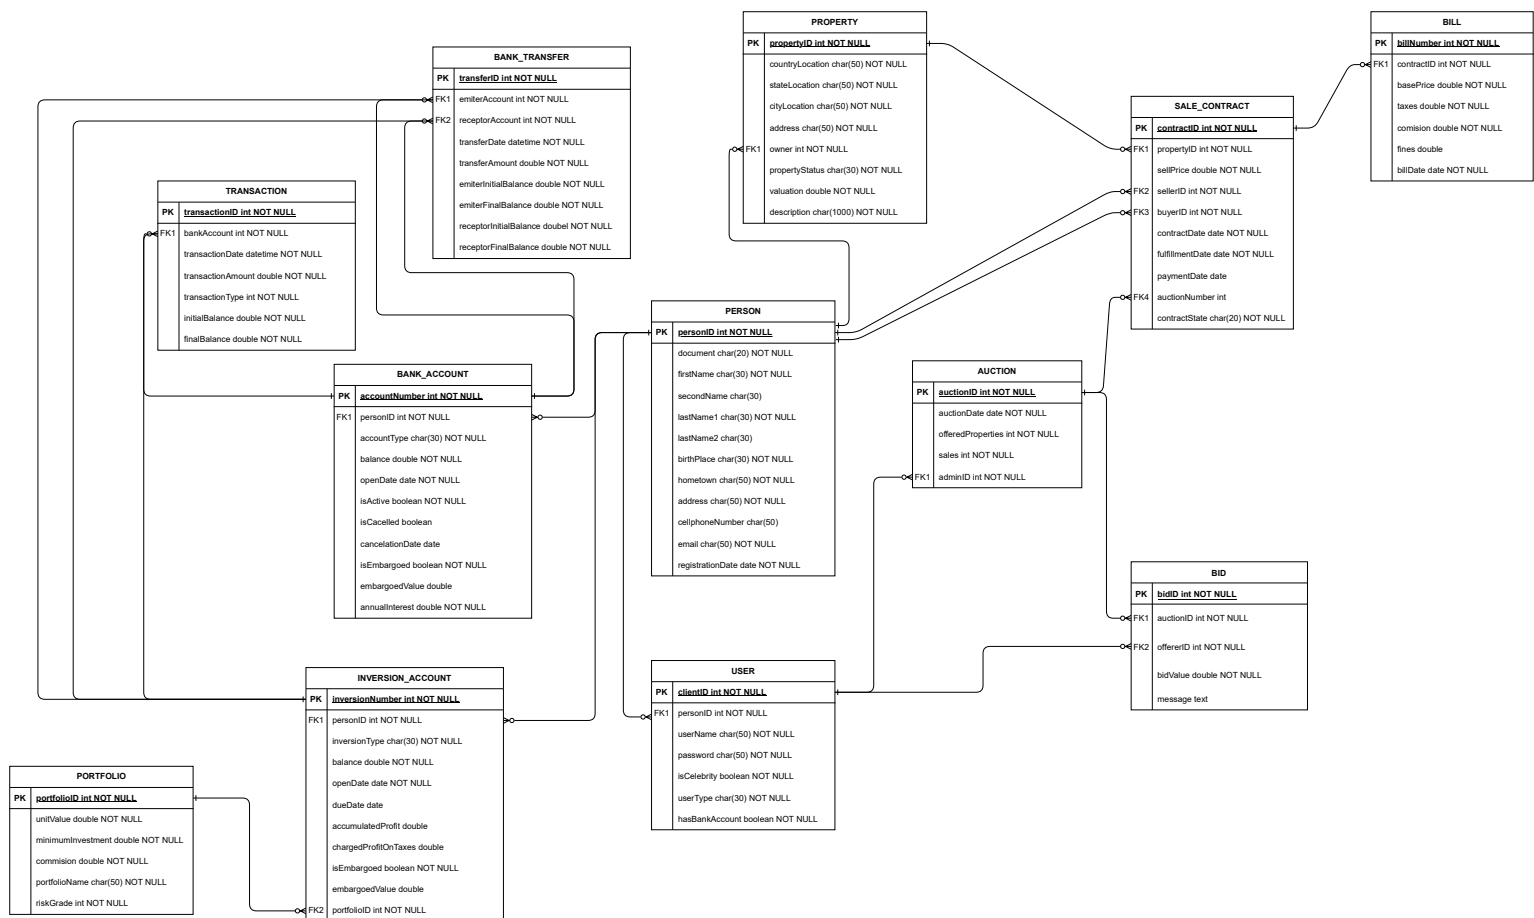 PROPERTY
PK propertyID int NOT NULL
countryLocation char(50) NOT NULL
stateLocation char(50) NOT NULL
cityLocation char(50) NOT NULL
address char(50) NOT NULL
FK1 owner int NOT NULL
propertyStatus char(30) NOT NULL
valuation double NOT NULL
description char(1000) NOT NULL
BILL
PK billNumber int NOT NULL
FK1 contractID int NOT NULL
basePrice double NOT NULL
taxes double NOT NULL
comision double NOT NULL
fines double
billDate date NOT NULL
BANK_TRANSFER
PK transferID int NOT NULL
FK1 emiterAccount int NOT NULL
FK2 receptorAccount int NOT NULL
transferDate datetime NOT NULL
transferAmount double NOT NULL
emiterInitialBalance double NOT NULL
emiterFinalBalance double NOT NULL
receptorInitialBalance doubel NOT NULL
receptorFinalBalance double NOT NULL
SALE_CONTRACT
PK contractID int NOT NULL
FK1 propertyID int NOT NULL
sellPrice double NOT NULL
FK2 sellerID int NOT NULL
FK3 buyerID int NOT NULL
contractDate date NOT NULL
fulfillmentDate date NOT NULL
paymentDate date
FK4 auctionNumber int
contractState char(20) NOT NULL
TRANSACTION
PK transactionID int NOT NULL
FK1 bankAccount int NOT NULL
transactionDate datetime NOT NULL
transactionAmount double NOT NULL
transactionType int NOT NULL
initialBalance double NOT NULL
finalBalance double NOT NULL
PERSON
PK personID int NOT NULL
document char(20) NOT NULL
firstName char(30) NOT NULL
secondName char(30)
lastName1 char(30) NOT NULL
lastName2 char(30)
birthPlace char(30) NOT NULL
hometown char(50) NOT NULL
address char(50) NOT NULL
cellphoneNumber char(50)
email char(50) NOT NULL
registrationDate date NOT NULL
BANK_ACCOUNT
PK accountNumber int NOT NULL
FK1 personID int NOT NULL
accountType char(30) NOT NULL
balance double NOT NULL
openDate date NOT NULL
isActive boolean NOT NULL
isCacelled boolean
cancelationDate date
isEmbargoed boolean NOT NULL
embargoedValue double
annualInterest double NOT NULL
AUCTION
PK auctionID int NOT NULL
auctionDate date NOT NULL
offeredProperties int NOT NULL
sales int NOT NULL
FK1 adminID int NOT NULL
BID
PK bidID int NOT NULL
FK1 auctionID int NOT NULL
FK2 offererID int NOT NULL
bidValue double NOT NULL
message text
USER
PK clientID int NOT NULL
FK1 personID int NOT NULL
userName char(50) NOT NULL
password char(50) NOT NULL
isCelebrity boolean NOT NULL
userType char(30) NOT NULL
hasBankAccount boolean NOT NULL
INVERSION_ACCOUNT
PK inversionNumber int NOT NULL
FK1 personID int NOT NULL
inversionType char(30) NOT NULL
balance double NOT NULL
openDate date NOT NULL
dueDate date
accumulatedProfit double
chargedProfitOnTaxes double
isEmbargoed boolean NOT NULL
embargoedValue double
FK2 portfolioID int NOT NULL
PORTFOLIO
PK portfolioID int NOT NULL
unitValue double NOT NULL
minimumInvestment double NOT NULL
commision double NOT NULL
portfolioName char(50) NOT NULL
riskGrade int NOT NULL